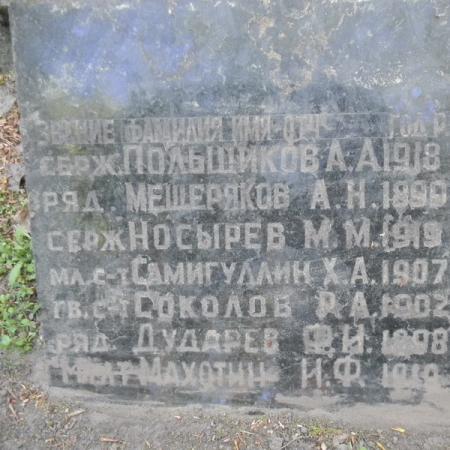 ЗВАНИЕ ФАМИЛИЯ ИМЯ-ОТЧ ГОД Р
СЕРЖ. ПОЛЬЩИКОВ А.А. 1918
РЯД. МЕЩЕРЯКОВ А.Н. 1899
СЕРЖ НОСЫРЕВ М.М. 1919
МЛ.С-Т САМИГУЛЛИН Х.А. 1907
ГВ.С-Т СОКОЛОВ А. 1902
РЯД. ДУДАРЕВ Ф.И. 1898
МАХОТИН И.Ф.